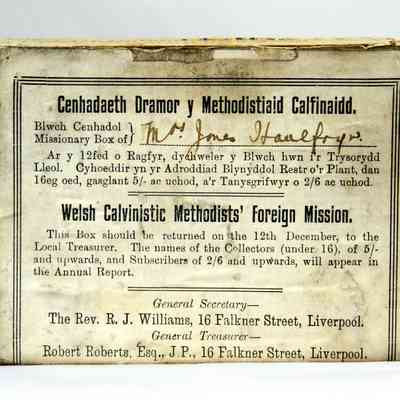 Cenhadaeth Dramor y Methodistiaid Calfinaidd.
Blwch Cenhadol
Missionary Box of } Mrs Jones Haulfryn.
Ar y 12fed o Ragfyr, dychweler y Blwch hwn i'r Trysorydd
Lleol. Cyhoeddir yn yr Adroddiad Blynyddol Restr o'r Plant, dan
16eg oed, gasglant 5/- ac uchod, a'r Tanysgrifwyr o 2/6 ac uchod.
Welsh Calvinistic Methodists' Foreign Mission.
This Box should be returned on the 12th December, to
the Local Treasurer. The names of the Collectors (under 16), of 5/-
and upwards, and Subscribers of 2/6 and upwards, will appear in
the Annual Report.
General Secretary—
The Rev. R. J. Williams, 16 Falkner Street, Liverpool.
General Treasurer—
Robert Roberts, Esq., J.P., 16 Falkner Street, Liverpool.